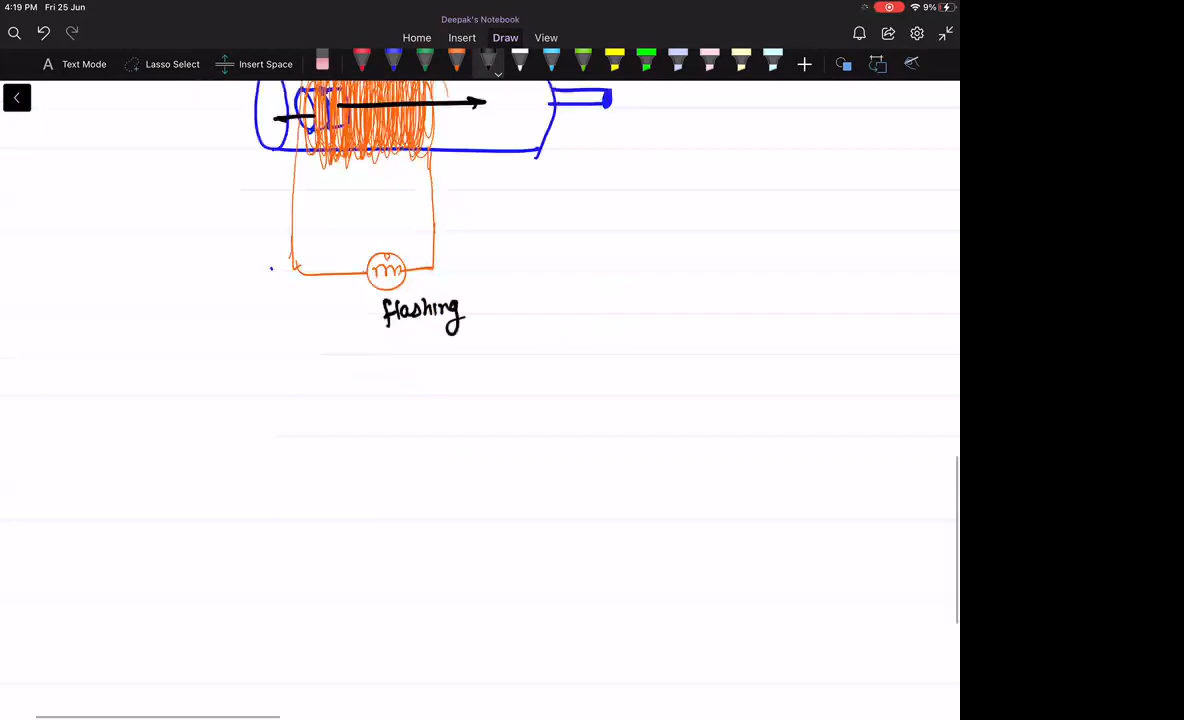 4:19 PM Fri 25 Jun
9%
Deepak's Notebook
Home Insert Draw View
Text Mode Lasso Select Insert Space
flashing